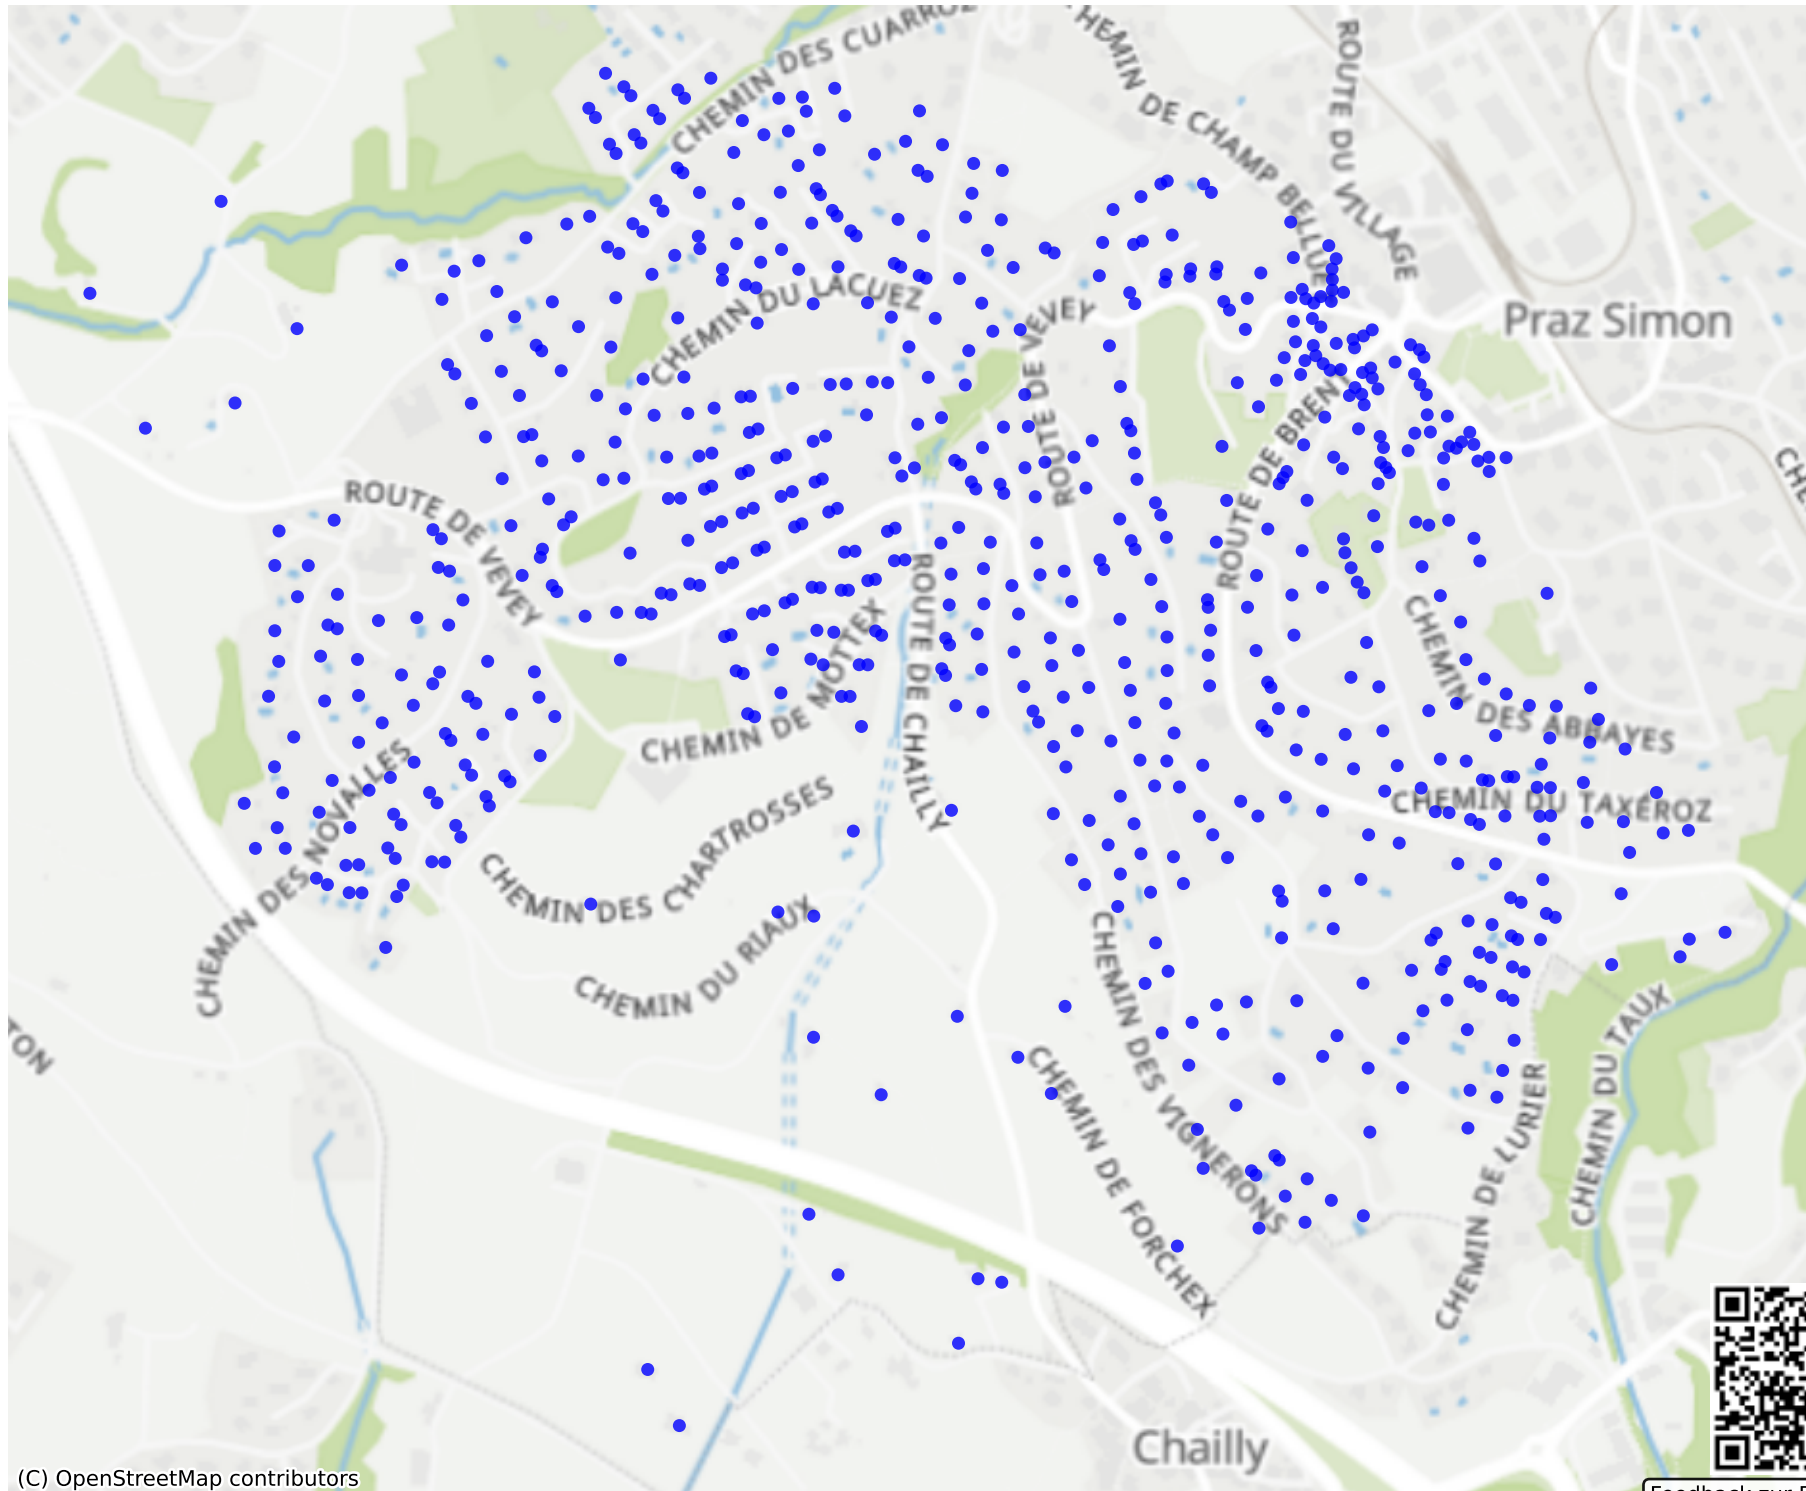 CHEMIN DES CUARROZ
ROUTE DU VILLAGE
CHEMIN DE CHAMP BELLUET
Praz Simon
CHEMIN DU LACUEZ
ROUTE DE VEVEY
ROUTE
ROUTE DE BRENT
ROUTE DE VEVEY
ROUTE DE CHAILLY
CHEMIN DE MOTTEX
CHEMIN DES ABBAYES
CHEMIN DU TAXÉROZ
CHEMIN DES NOVALLES
CHEMIN DES CHARTROSSES
CHEMIN DU RIAUX
CHEMIN DES VIGNERONS
CHEMIN DE FORCHEX
CHEMIN DU TAUX
CHEMIN DE LURIER
TON
CHE
Chailly
(C) OpenStreetMap contributors